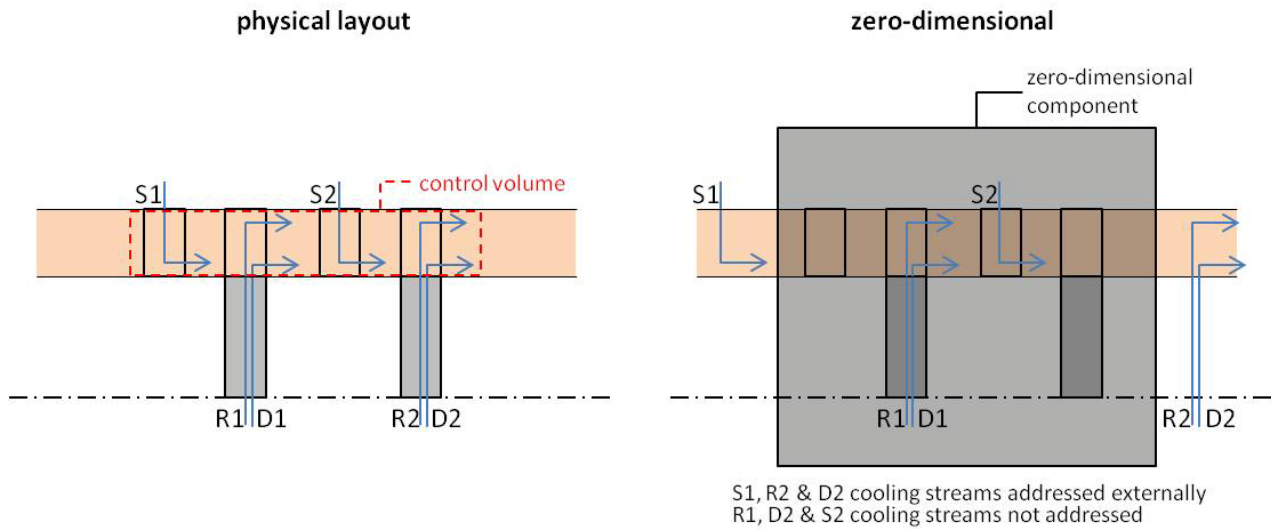 physical layout
zero-dimensional
zero-dimensional
component
S1
S2
control volume
S1
S2
R1 D1
R2 D2
R1 D1
R2 D2
S1, R2 & D2 cooling streams addressed externally
R1, D2 & S2 cooling streams not addressed